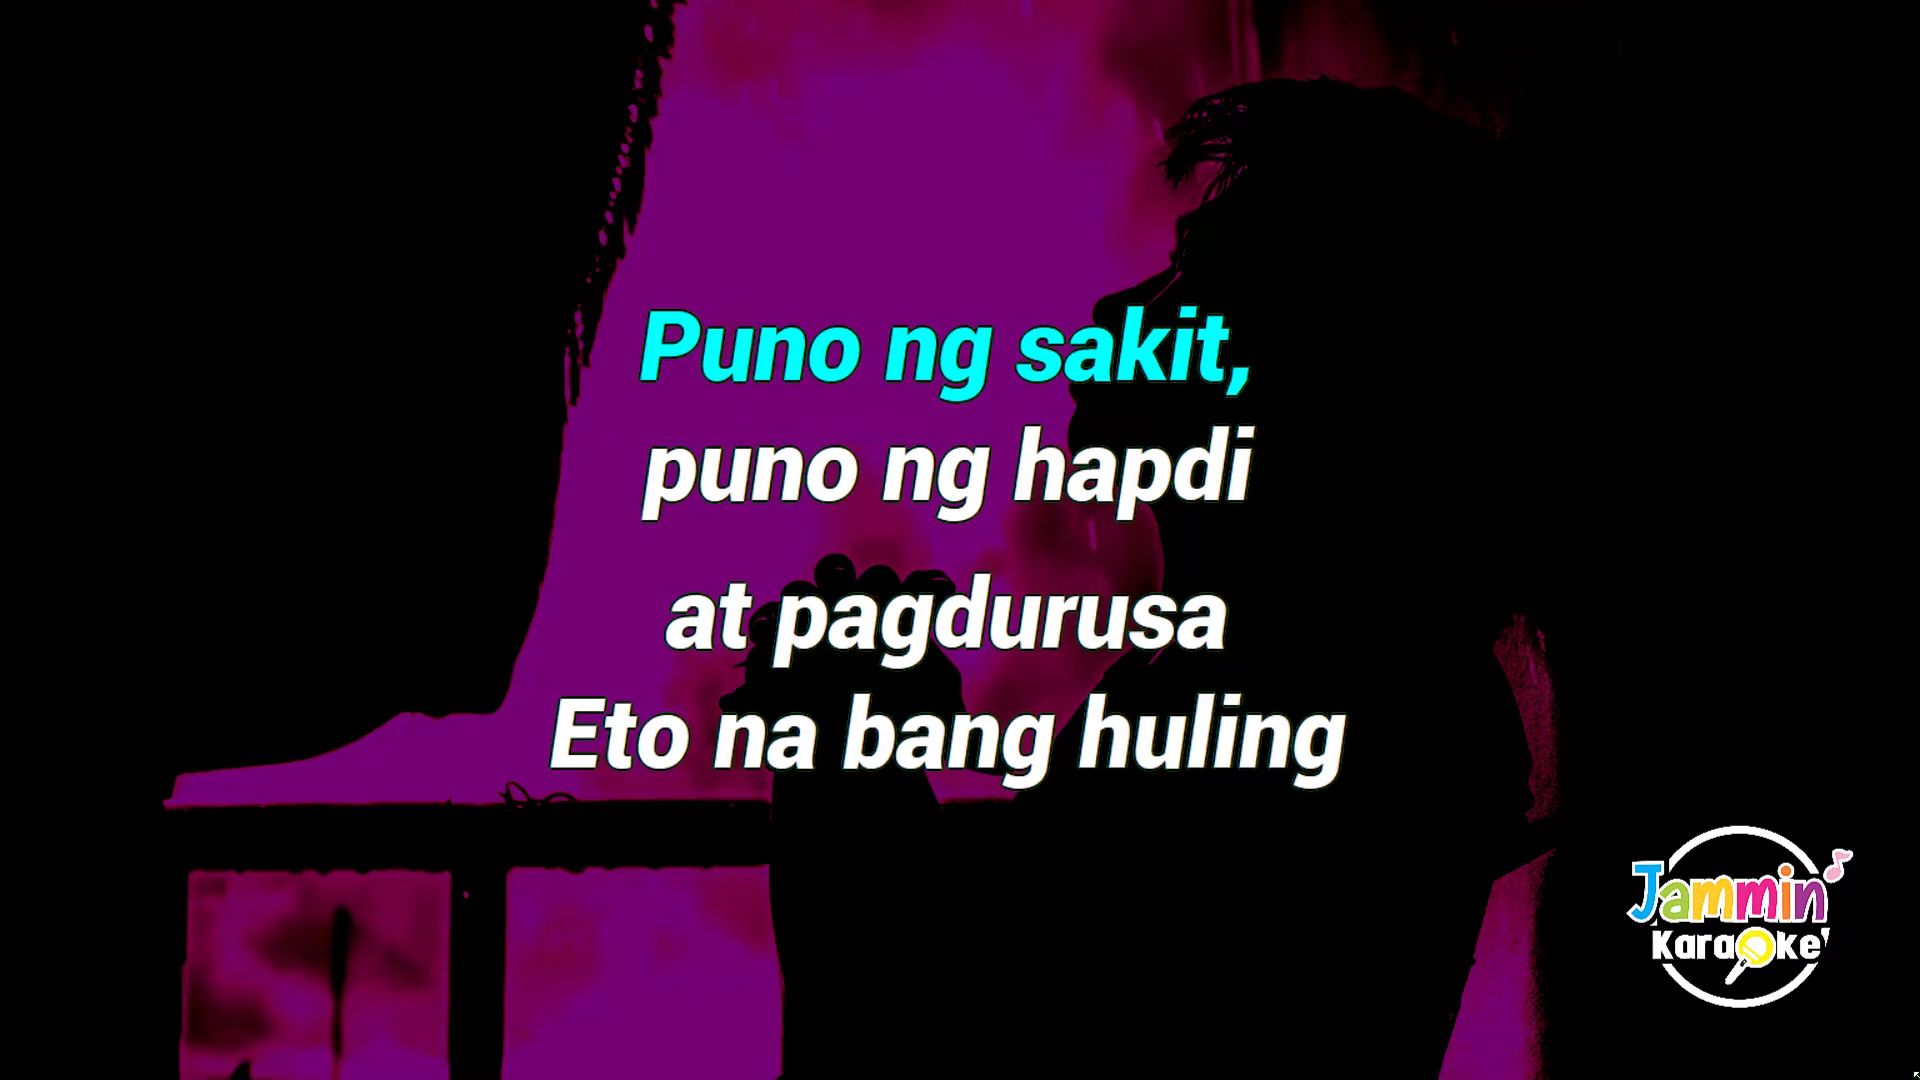 Puno ng sakit,
puno ng hapdi
at pagdurusa
Eto na bang huling
Jammin'
Karaoke